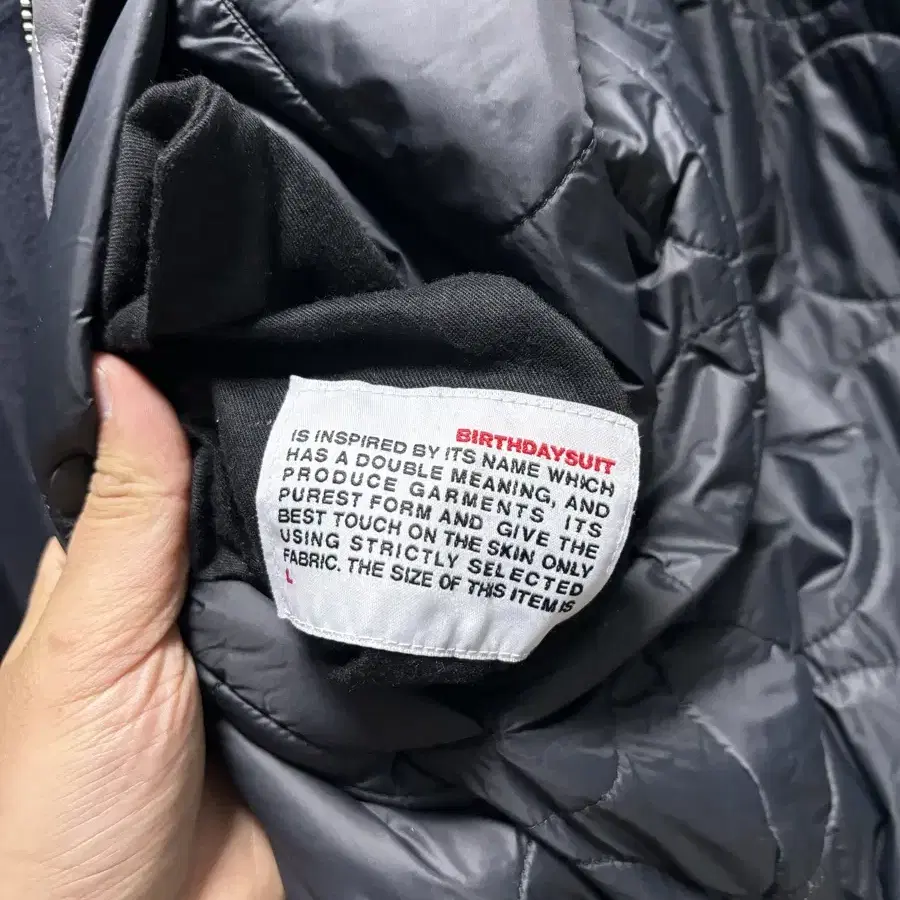 BIRTHDAYSUIT
IS INSPIRED BY ITS NAME WHICH
HAS A DOUBLE MEANING, AND
PRODUCE GARMENTS ITS
PUREST FORM AND GIVE THE
BEST TOUCH ON THE SKIN ONLY
USING STRICTLY SELECTED
FABRIC. THE SIZE OF THIS ITEM IS
L